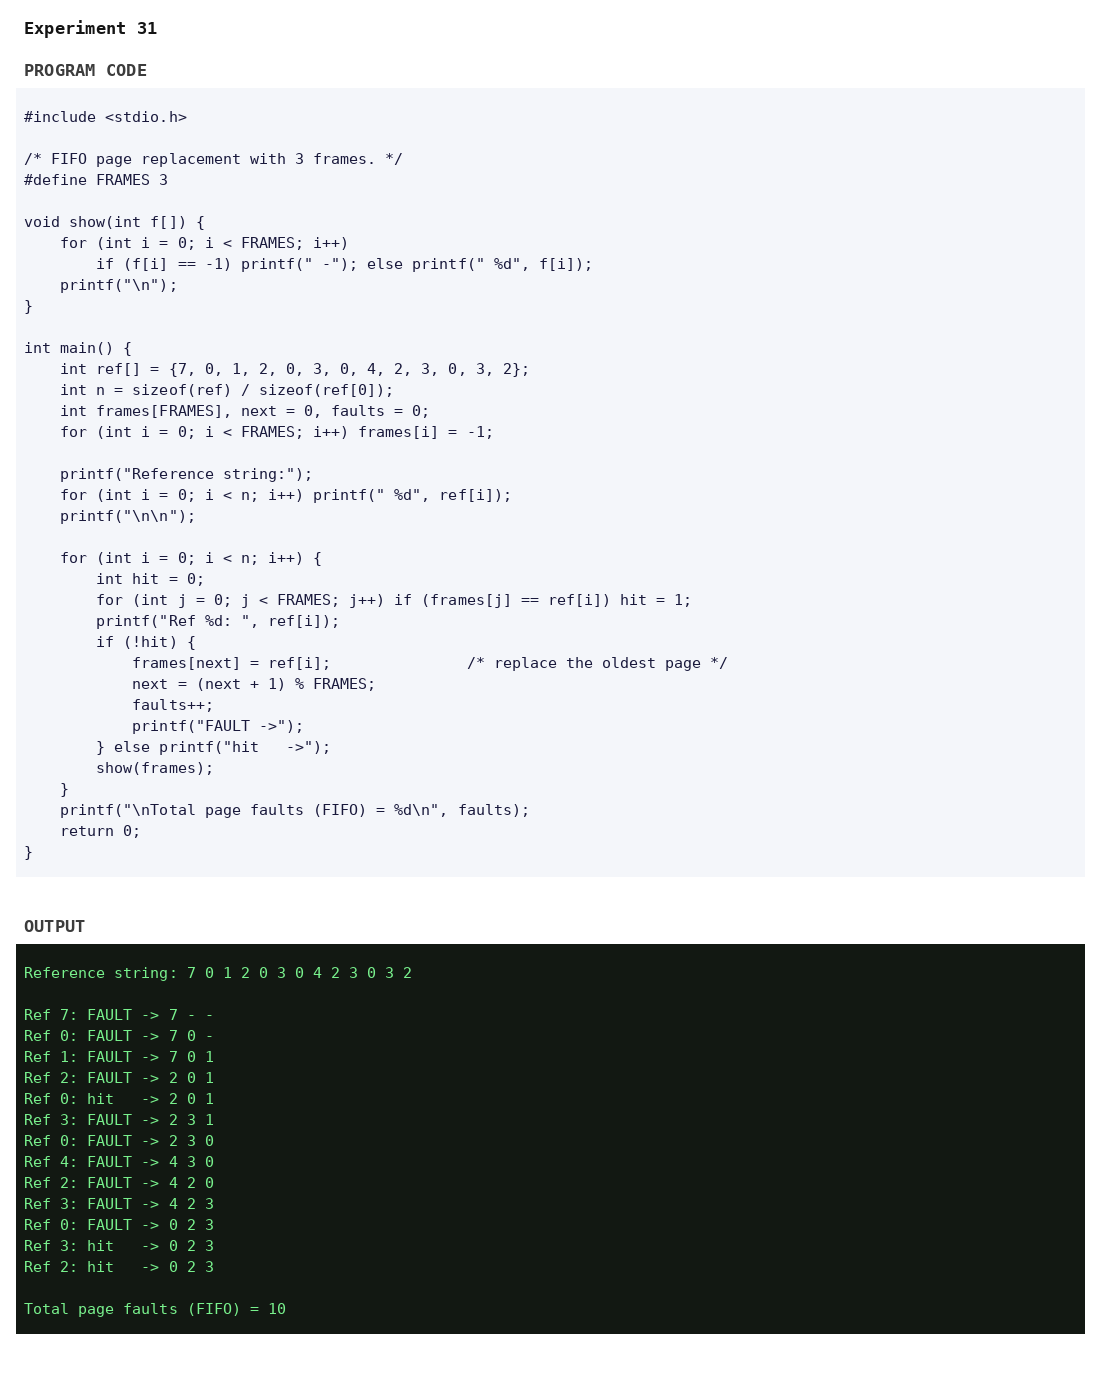 Experiment 31
PROGRAM CODE
#include <stdio.h>
/* FIFO page replacement with 3 frames. */
#define FRAMES 3
void show(int f[]) {
    for (int i = 0; i < FRAMES; i++)
        if (f[i] == -1) printf(" -"); else printf(" %d", f[i]);
    printf("\n");
}
int main() {
    int ref[] = {7, 0, 1, 2, 0, 3, 0, 4, 2, 3, 0, 3, 2};
    int n = sizeof(ref) / sizeof(ref[0]);
    int frames[FRAMES], next = 0, faults = 0;
    for (int i = 0; i < FRAMES; i++) frames[i] = -1;
    printf("Reference string:");
    for (int i = 0; i < n; i++) printf(" %d", ref[i]);
    printf("\n\n");
    for (int i = 0; i < n; i++) {
        int hit = 0;
        for (int j = 0; j < FRAMES; j++) if (frames[j] == ref[i]) hit = 1;
        printf("Ref %d: ", ref[i]);
        if (!hit) {
            frames[next] = ref[i];               /* replace the oldest page */
            next = (next + 1) % FRAMES;
            faults++;
            printf("FAULT ->");
        } else printf("hit   ->");
        show(frames);
    }
    printf("\nTotal page faults (FIFO) = %d\n", faults);
    return 0;
}
OUTPUT
Reference string: 7 0 1 2 0 3 0 4 2 3 0 3 2
Ref 7: FAULT -> 7 - -
Ref 0: FAULT -> 7 0 -
Ref 1: FAULT -> 7 0 1
Ref 2: FAULT -> 2 0 1
Ref 0: hit   -> 2 0 1
Ref 3: FAULT -> 2 3 1
Ref 0: FAULT -> 2 3 0
Ref 4: FAULT -> 4 3 0
Ref 2: FAULT -> 4 2 0
Ref 3: FAULT -> 4 2 3
Ref 0: FAULT -> 0 2 3
Ref 3: hit   -> 0 2 3
Ref 2: hit   -> 0 2 3
Total page faults (FIFO) = 10